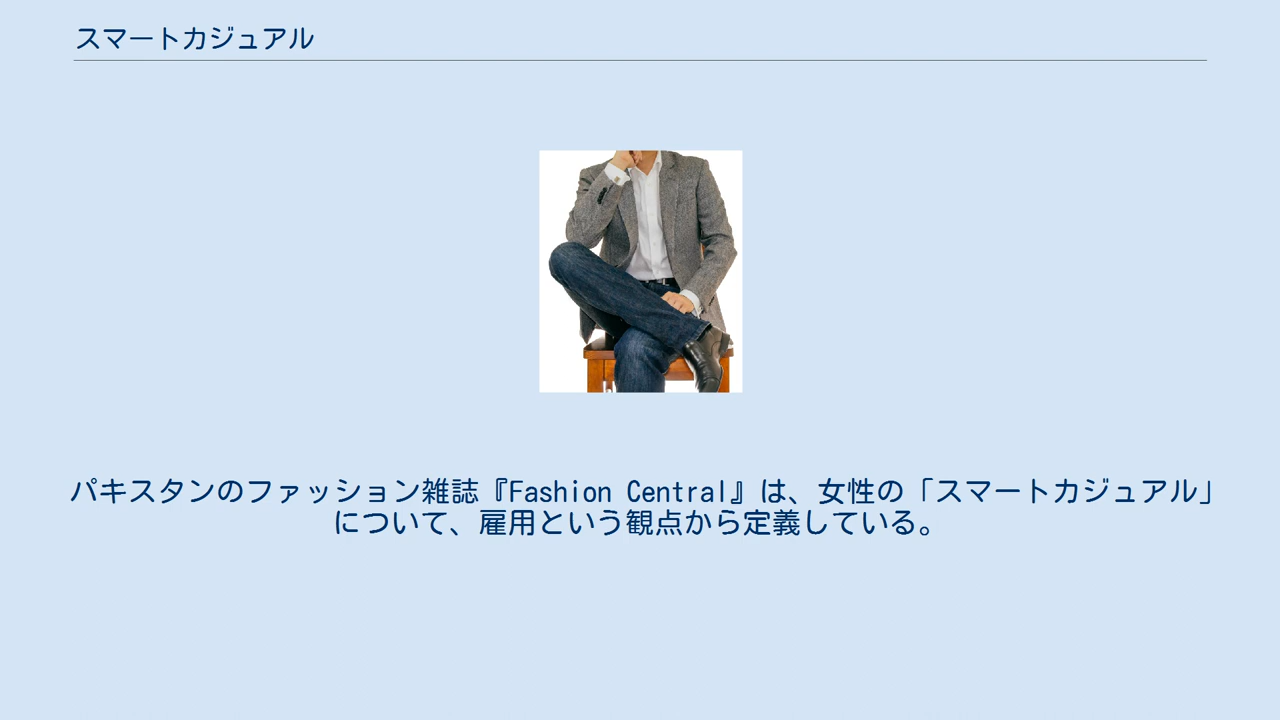 スマートカジュアル
パキスタンのファッション雑誌『Fashion Central』は、女性の「スマートカジュアル」
について、雇用という観点から定義している。